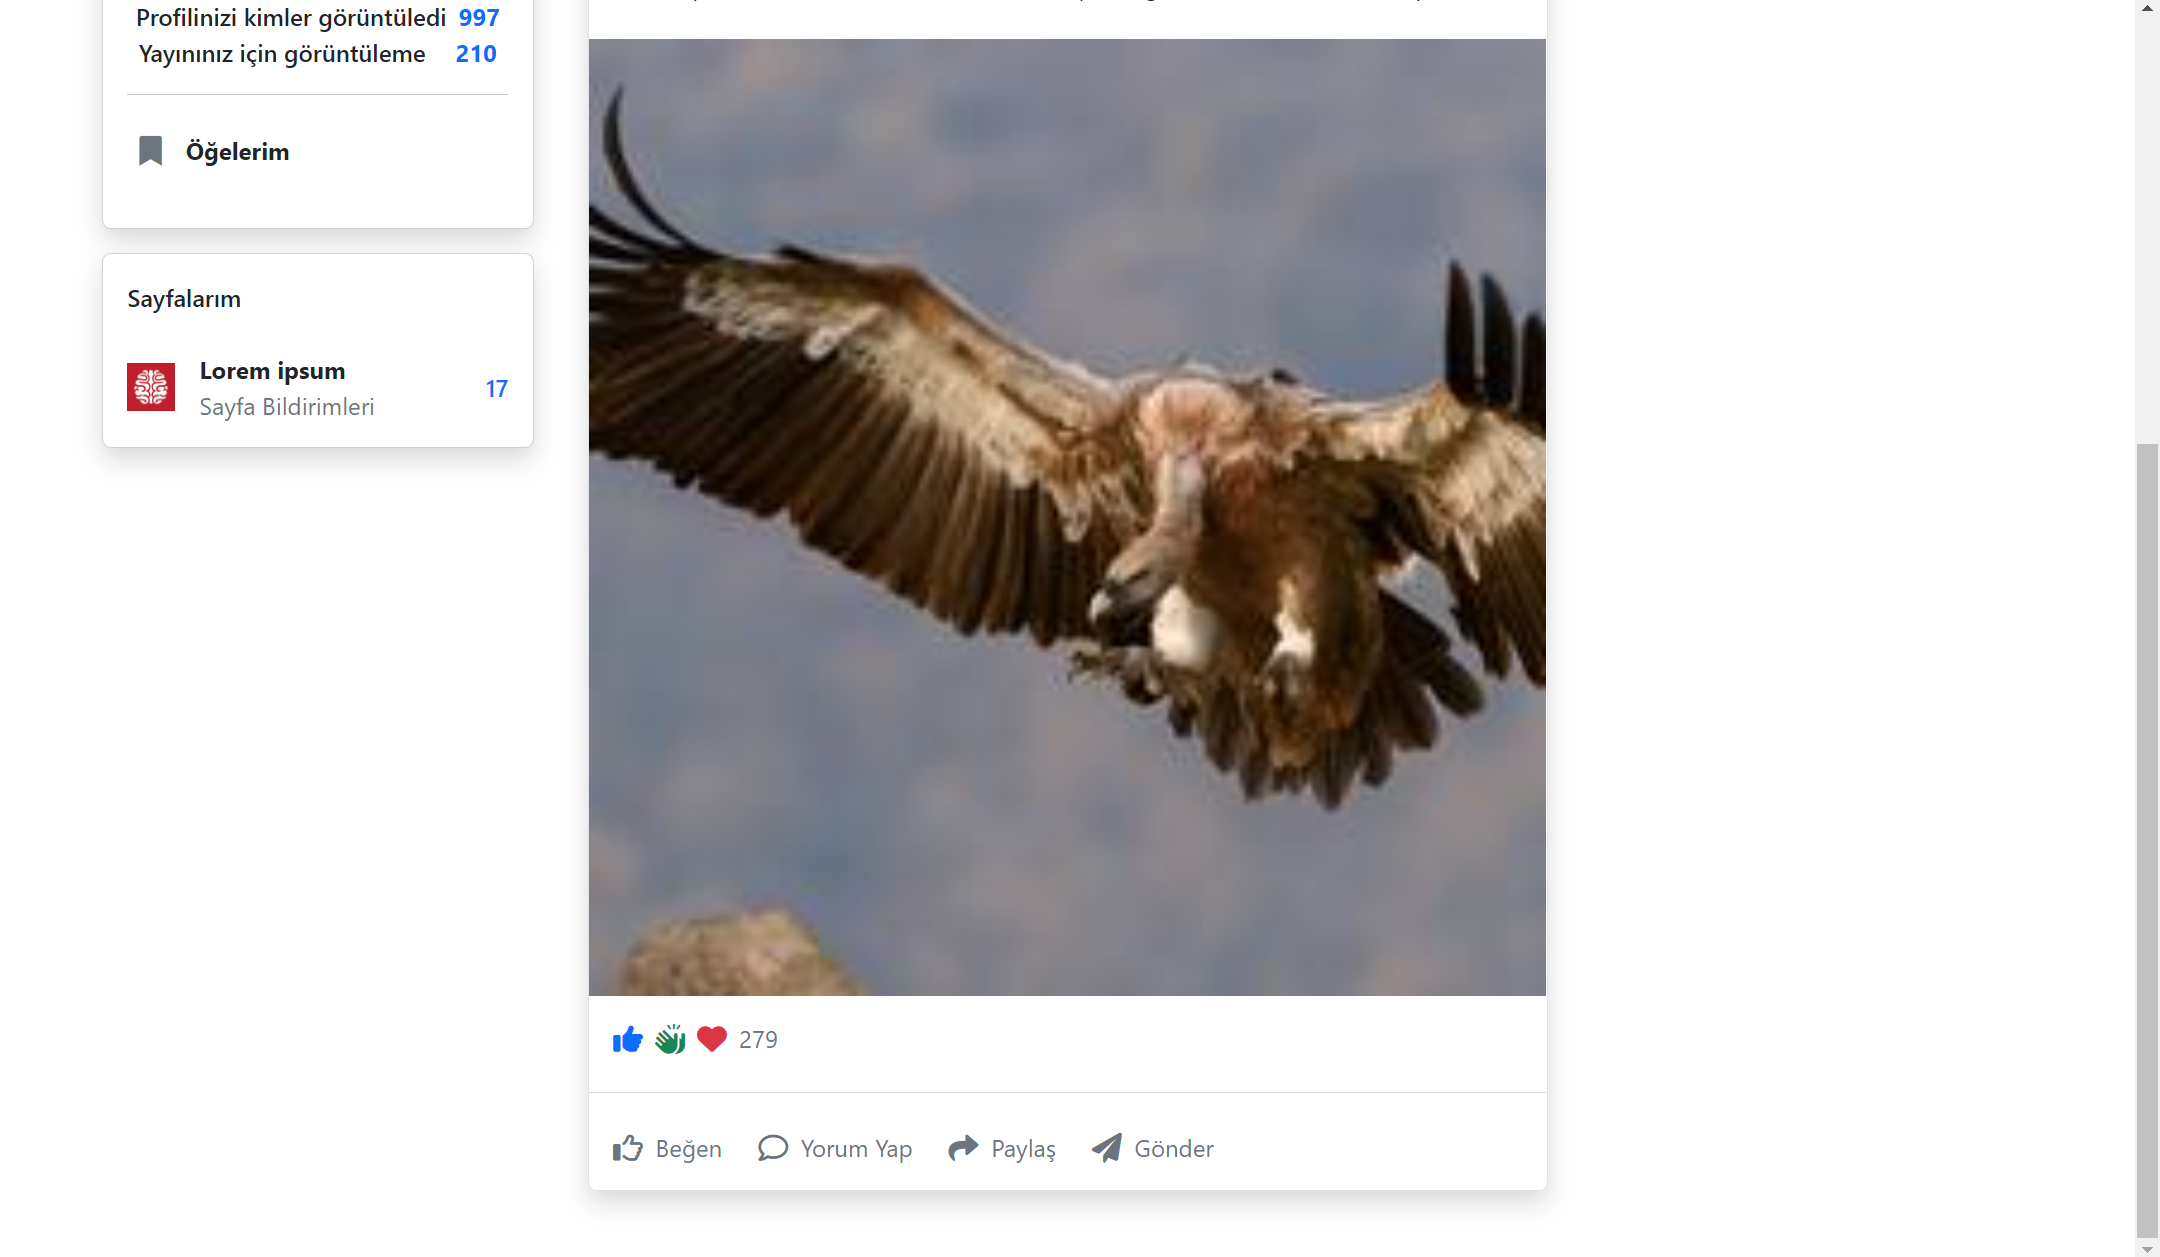 Profilinizi kimler görüntüledi 997
Yayınınız için görüntüleme 210
Öğelerim
Sayfalarım
Lorem ipsum
Sayfa Bildirimleri
17
279
Beğen Yorum Yap Paylaş Gönder